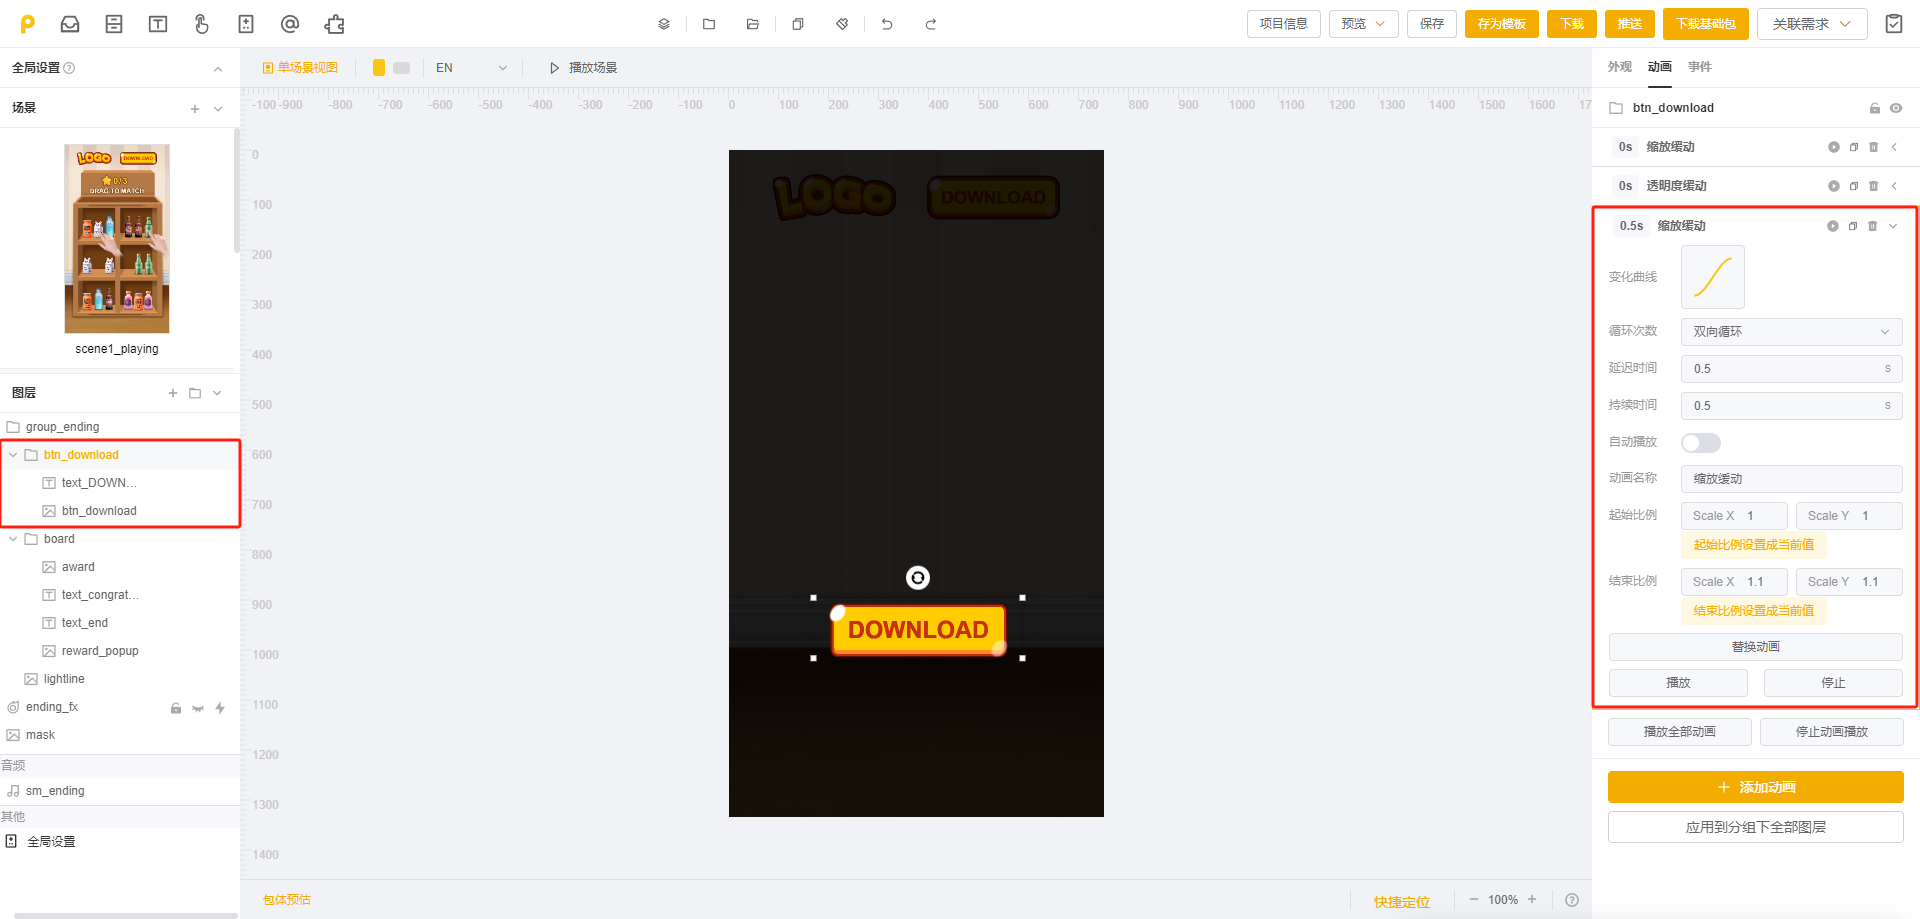 项目信息
预览
保存
存为模板
下载
推送
下载基础包
关联需求
全局设置
单场景视图
EN
播放场景
外观
动画
事件
场景
-100
-900
-800
-700
-600
-500
-400
-300
-200
-100
0
100
200
300
400
500
600
700
800
900
1000
1100
1200
1300
1400
1500
1600
17
btn_download
0s 缩放缓动
0s 透明度缓动
0.5s 缩放缓动
变化曲线
循环次数 双向循环
延迟时间 0.5 s
持续时间 0.5 s
自动播放
动画名称 缩放缓动
起始比例 Scale X 1 Scale Y 1
起始比例设置成当前值
结束比例 Scale X 1.1 Scale Y 1.1
结束比例设置成当前值
替换动画
播放 停止
播放全部动画 停止动画播放
添加动画
应用到分组下全部图层
LOGO
DOWNLOAD
0/3
DRAG TO MATCH
scene1_playing
图层
group_ending
btn_download
text_DOWN...
btn_download
board
award
text_congrat...
text_end
reward_popup
lightline
ending_fx
mask
音频
sm_ending
其他
全局设置
0
100
200
300
400
500
600
700
800
900
1000
1100
1200
1300
1400
LOGO
DOWNLOAD
DOWNLOAD
包体预估
快捷定位
100%